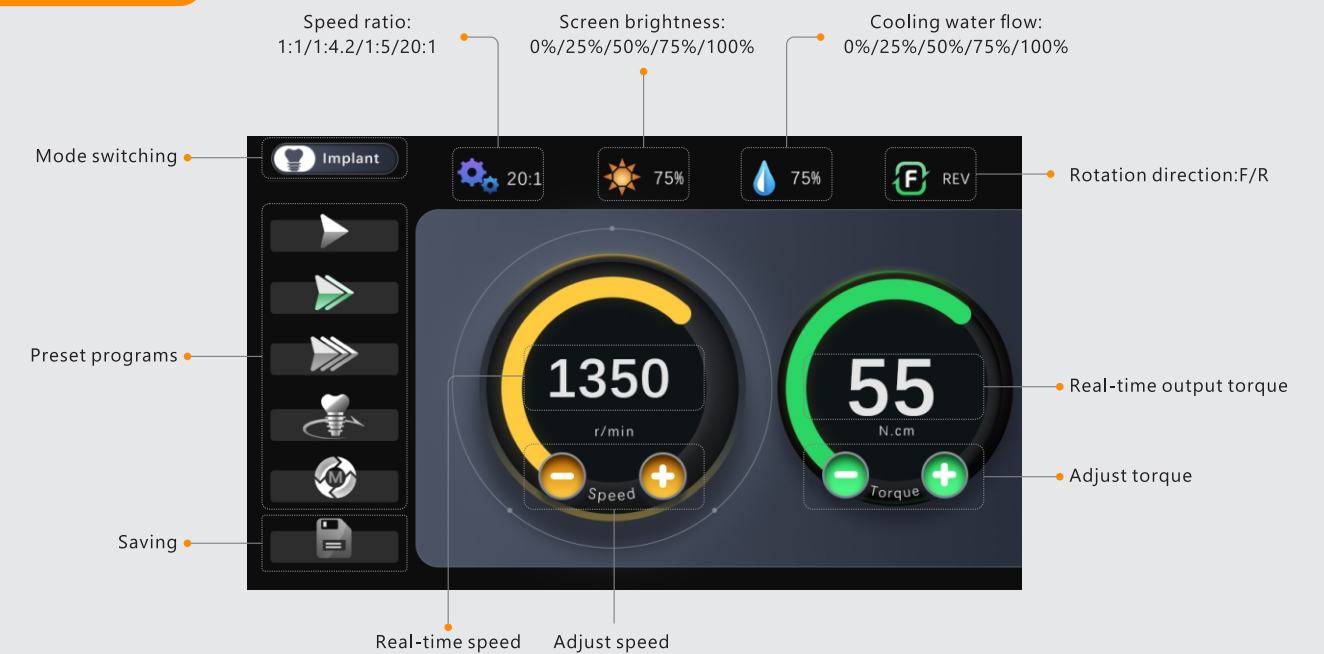 Speed ratio:
1:1/1:4.2/1:5/20:1
Screen brightness:
0%/25%/50%/75%/100%
Cooling water flow:
0%/25%/50%/75%/100%
Mode switching
Implant
20:1
75%
75%
F
REV
Rotation direction:F/R
Preset programs
1350
r/min
Speed
55
N.cm
Torque
Real-time output torque
Adjust torque
M
Saving
Real-time speed
Adjust speed